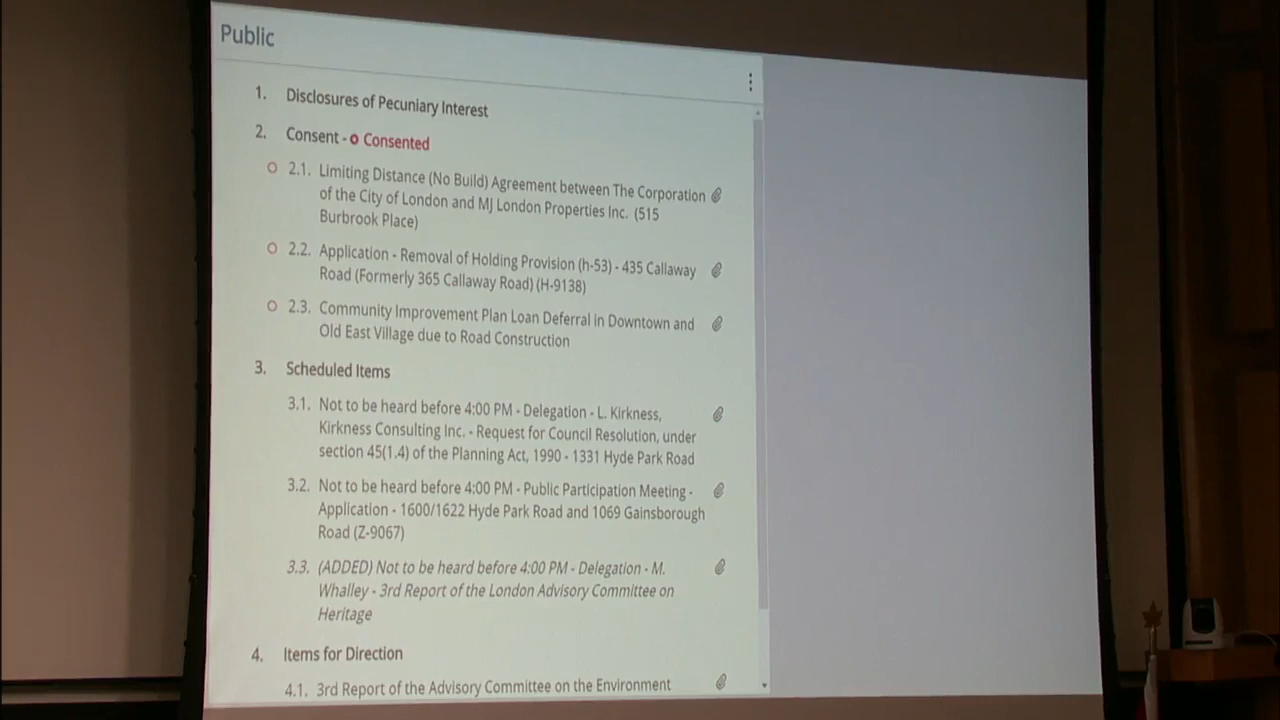 Public
1. Disclosures of Pecuniary Interest
2. Consent - Consented
2.1. Limiting Distance (No Build) Agreement between The Corporation
of the City of London and MJ London Properties Inc. (515
Burbrook Place)
2.2. Application - Removal of Holding Provision (h-53) - 435 Callaway
Road (Formerly 365 Callaway Road) (H-9138)
2.3. Community Improvement Plan Loan Deferral in Downtown and
Old East Village due to Road Construction
3. Scheduled Items
3.1. Not to be heard before 4:00 PM - Delegation - L. Kirkness,
Kirkness Consulting Inc. - Request for Council Resolution, under
section 45(1.4) of the Planning Act, 1990 - 1331 Hyde Park Road
3.2. Not to be heard before 4:00 PM - Public Participation Meeting -
Application - 1600/1622 Hyde Park Road and 1069 Gainsborough
Road (Z-9067)
3.3. (ADDED) Not to be heard before 4:00 PM - Delegation - M.
Whalley - 3rd Report of the London Advisory Committee on
Heritage
4. Items for Direction
4.1. 3rd Report of the Advisory Committee on the Environment